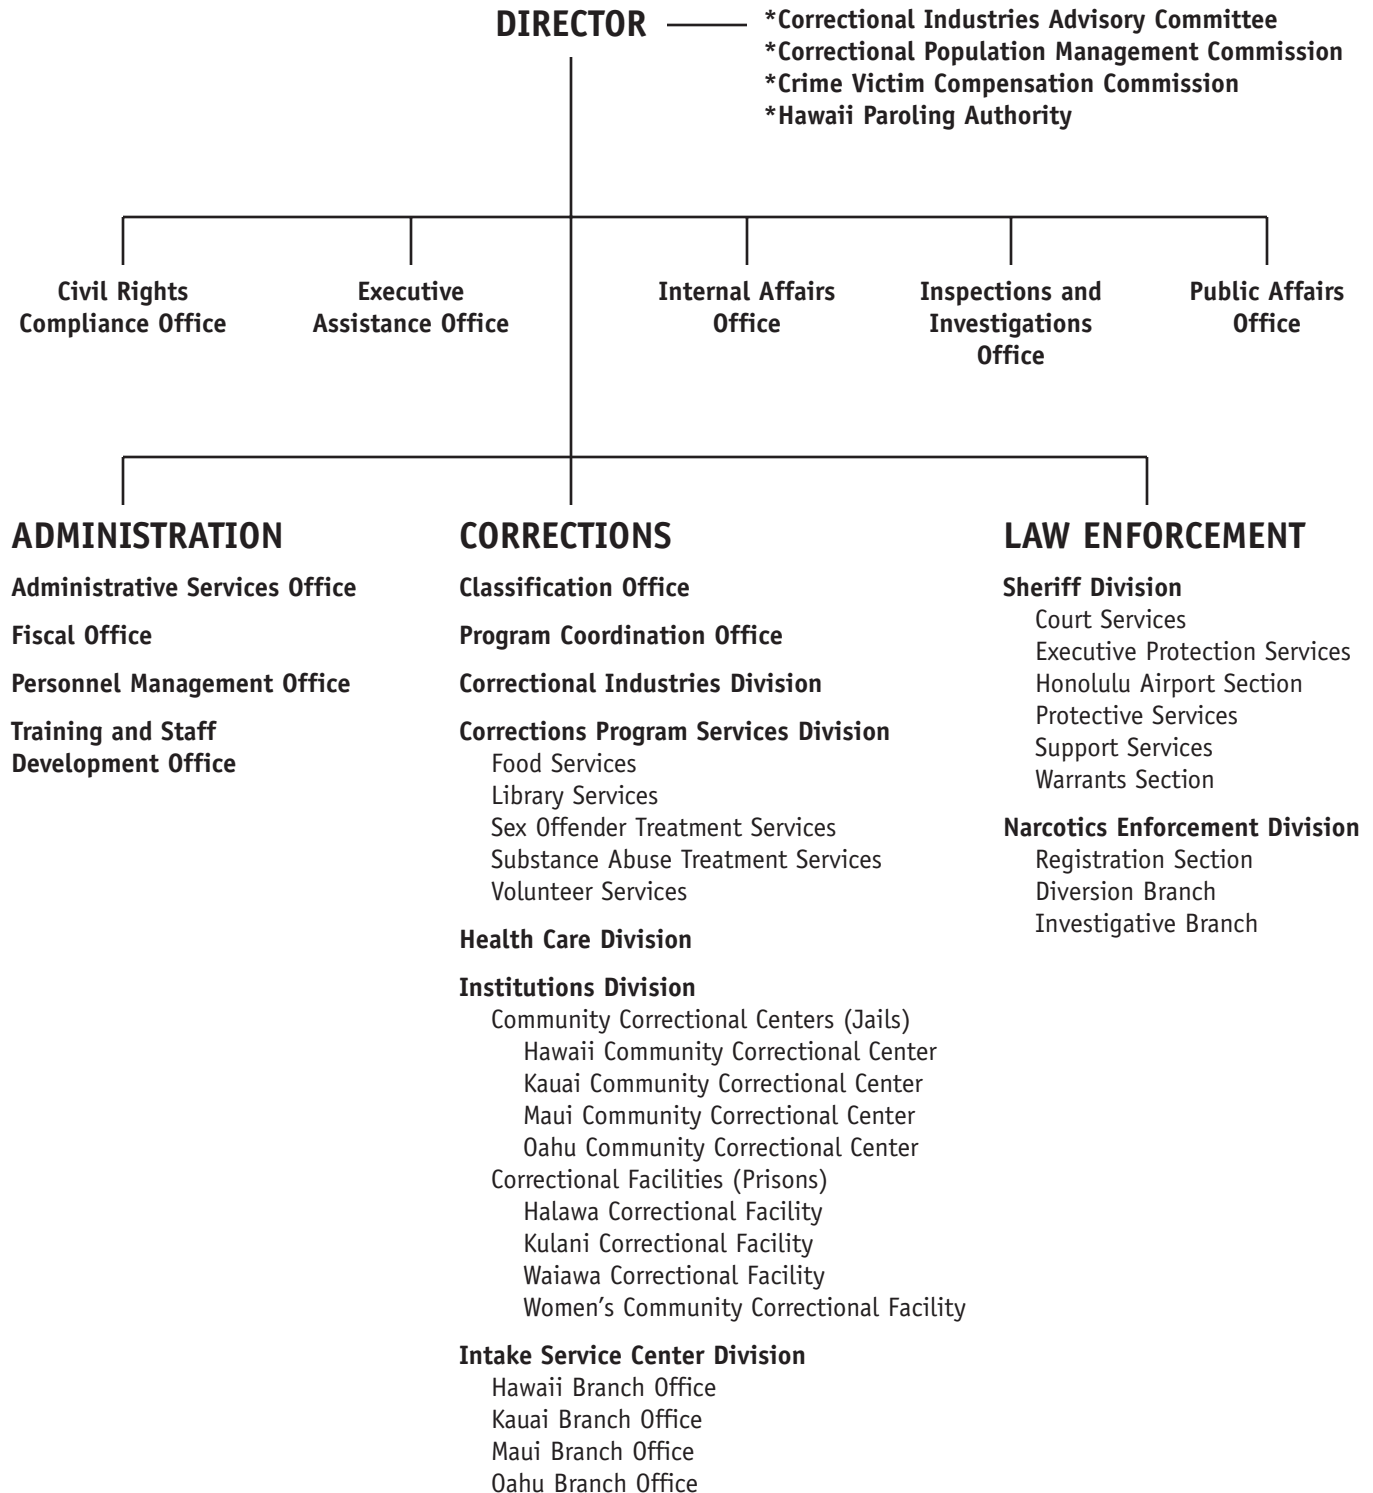 DIRECTOR
*Correctional Industries Advisory Committee
*Correctional Population Management Commission
*Crime Victim Compensation Commission
*Hawaii Paroling Authority
Civil Rights
Compliance Office
Executive
Assistance Office
Internal Affairs
Office
Inspections and
Investigations
Office
Public Affairs
Office
ADMINISTRATION
Administrative Services Office
Fiscal Office
Personnel Management Office
Training and Staff
Development Office
CORRECTIONS
Classification Office
Program Coordination Office
Correctional Industries Division
Corrections Program Services Division
Food Services
Library Services
Sex Offender Treatment Services
Substance Abuse Treatment Services
Volunteer Services
Health Care Division
Institutions Division
Community Correctional Centers (Jails)
Hawaii Community Correctional Center
Kauai Community Correctional Center
Maui Community Correctional Center
Oahu Community Correctional Center
Correctional Facilities (Prisons)
Halawa Correctional Facility
Kulani Correctional Facility
Waiawa Correctional Facility
Women’s Community Correctional Facility
Intake Service Center Division
Hawaii Branch Office
Kauai Branch Office
Maui Branch Office
Oahu Branch Office
LAW ENFORCEMENT
Sheriff Division
Court Services
Executive Protection Services
Honolulu Airport Section
Protective Services
Support Services
Warrants Section
Narcotics Enforcement Division
Registration Section
Diversion Branch
Investigative Branch